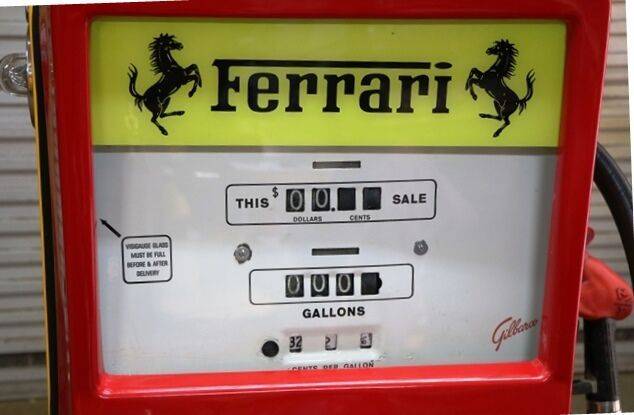 Ferrari
THIS $ 00. SALE
DOLLARS CENTS
VISIGAUGE GLASS
MUST BE FULL
BEFORE & AFTER
DELIVERY
000
GALLONS
32
CENTS PER GALLON
Gilbarco